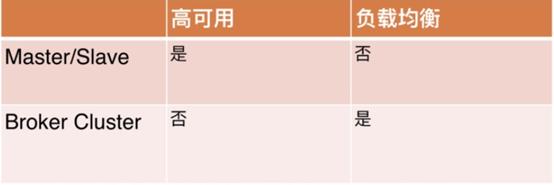 高可用 负载均衡
Master/Slave 是 否
Broker Cluster 否 是